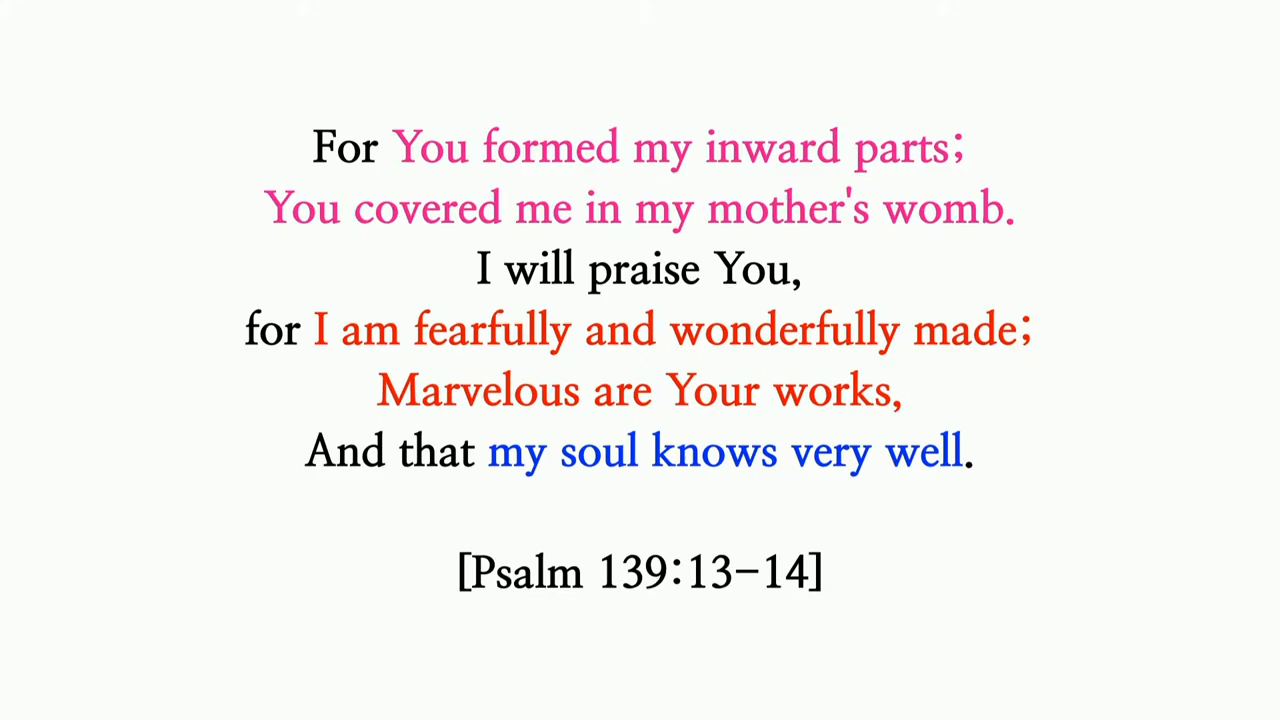 For You formed my inward parts;
You covered me in my mother's womb.
I will praise You,
for I am fearfully and wonderfully made;
Marvelous are Your works,
And that my soul knows very well.
[Psalm 139:13-14]